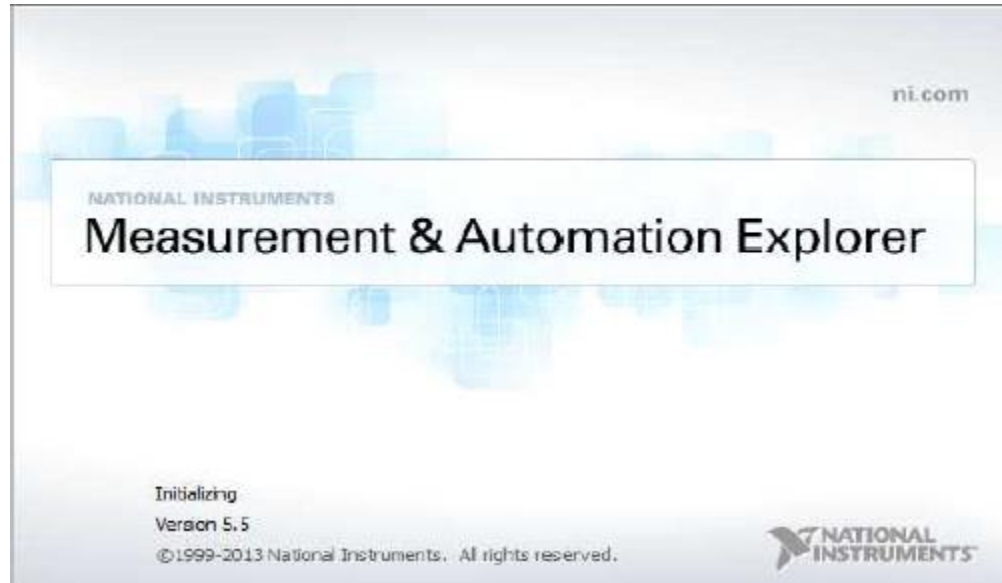 ni.com
NATIONAL INSTRUMENTS
Measurement & Automation Explorer
Initializing
Version 5.5
©1999-2013 National Instruments. All rights reserved.
NATIONAL
INSTRUMENTS